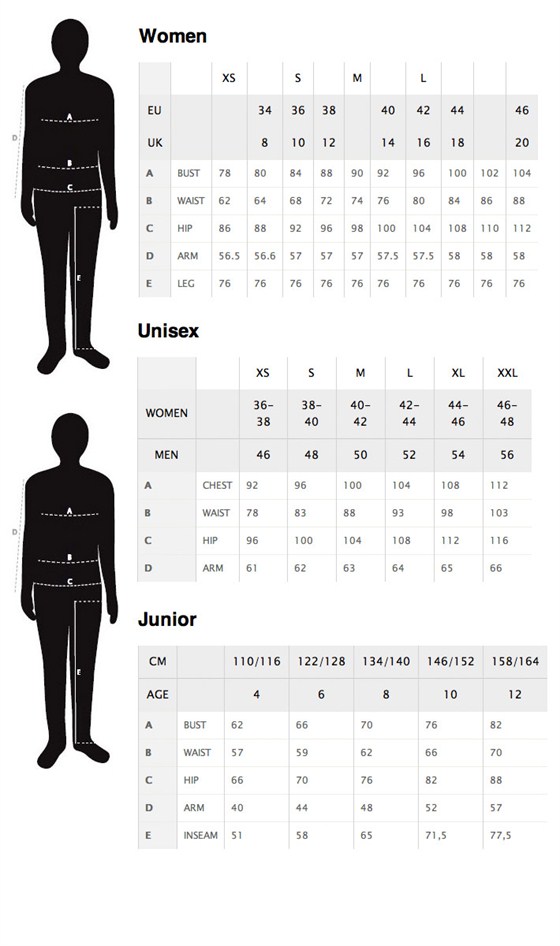 Women
XS S M L
EU 34 36 38 40 42 44 46
UK 8 10 12 14 16 18 20
A BUST 78 80 84 88 90 92 96 100 102 104
B WAIST 62 64 68 72 74 76 80 84 86 88
C HIP 86 88 92 96 98 100 104 108 110 112
D ARM 56.5 56.6 57 57 57 57.5 57.5 58 58 58
E LEG 76 76 76 76 76 76 76 76 76 76
A
D
B
C
E
Unisex
XS S M L XL XXL
WOMEN 36–38 38–40 40–42 42–44 44–46 46–48
MEN 46 48 50 52 54 56
A CHEST 92 96 100 104 108 112
B WAIST 78 83 88 93 98 103
C HIP 96 100 104 108 112 116
D ARM 61 62 63 64 65 66
A
D
B
C
E
Junior
CM 110/116 122/128 134/140 146/152 158/164
AGE 4 6 8 10 12
A BUST 62 66 70 76 82
B WAIST 57 59 62 66 70
C HIP 66 70 76 82 88
D ARM 40 44 48 52 57
E INSEAM 51 58 65 71,5 77,5